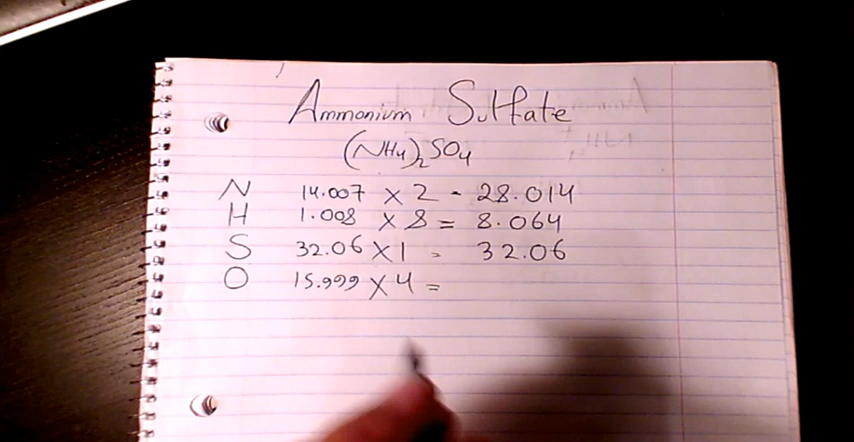 Ammonium Sulfate
(NH4)2SO4
N 14.007 × 2 = 28.014
H 1.008 × 8 = 8.064
S 32.06 × 1 = 32.06
O 15.999 × 4 =